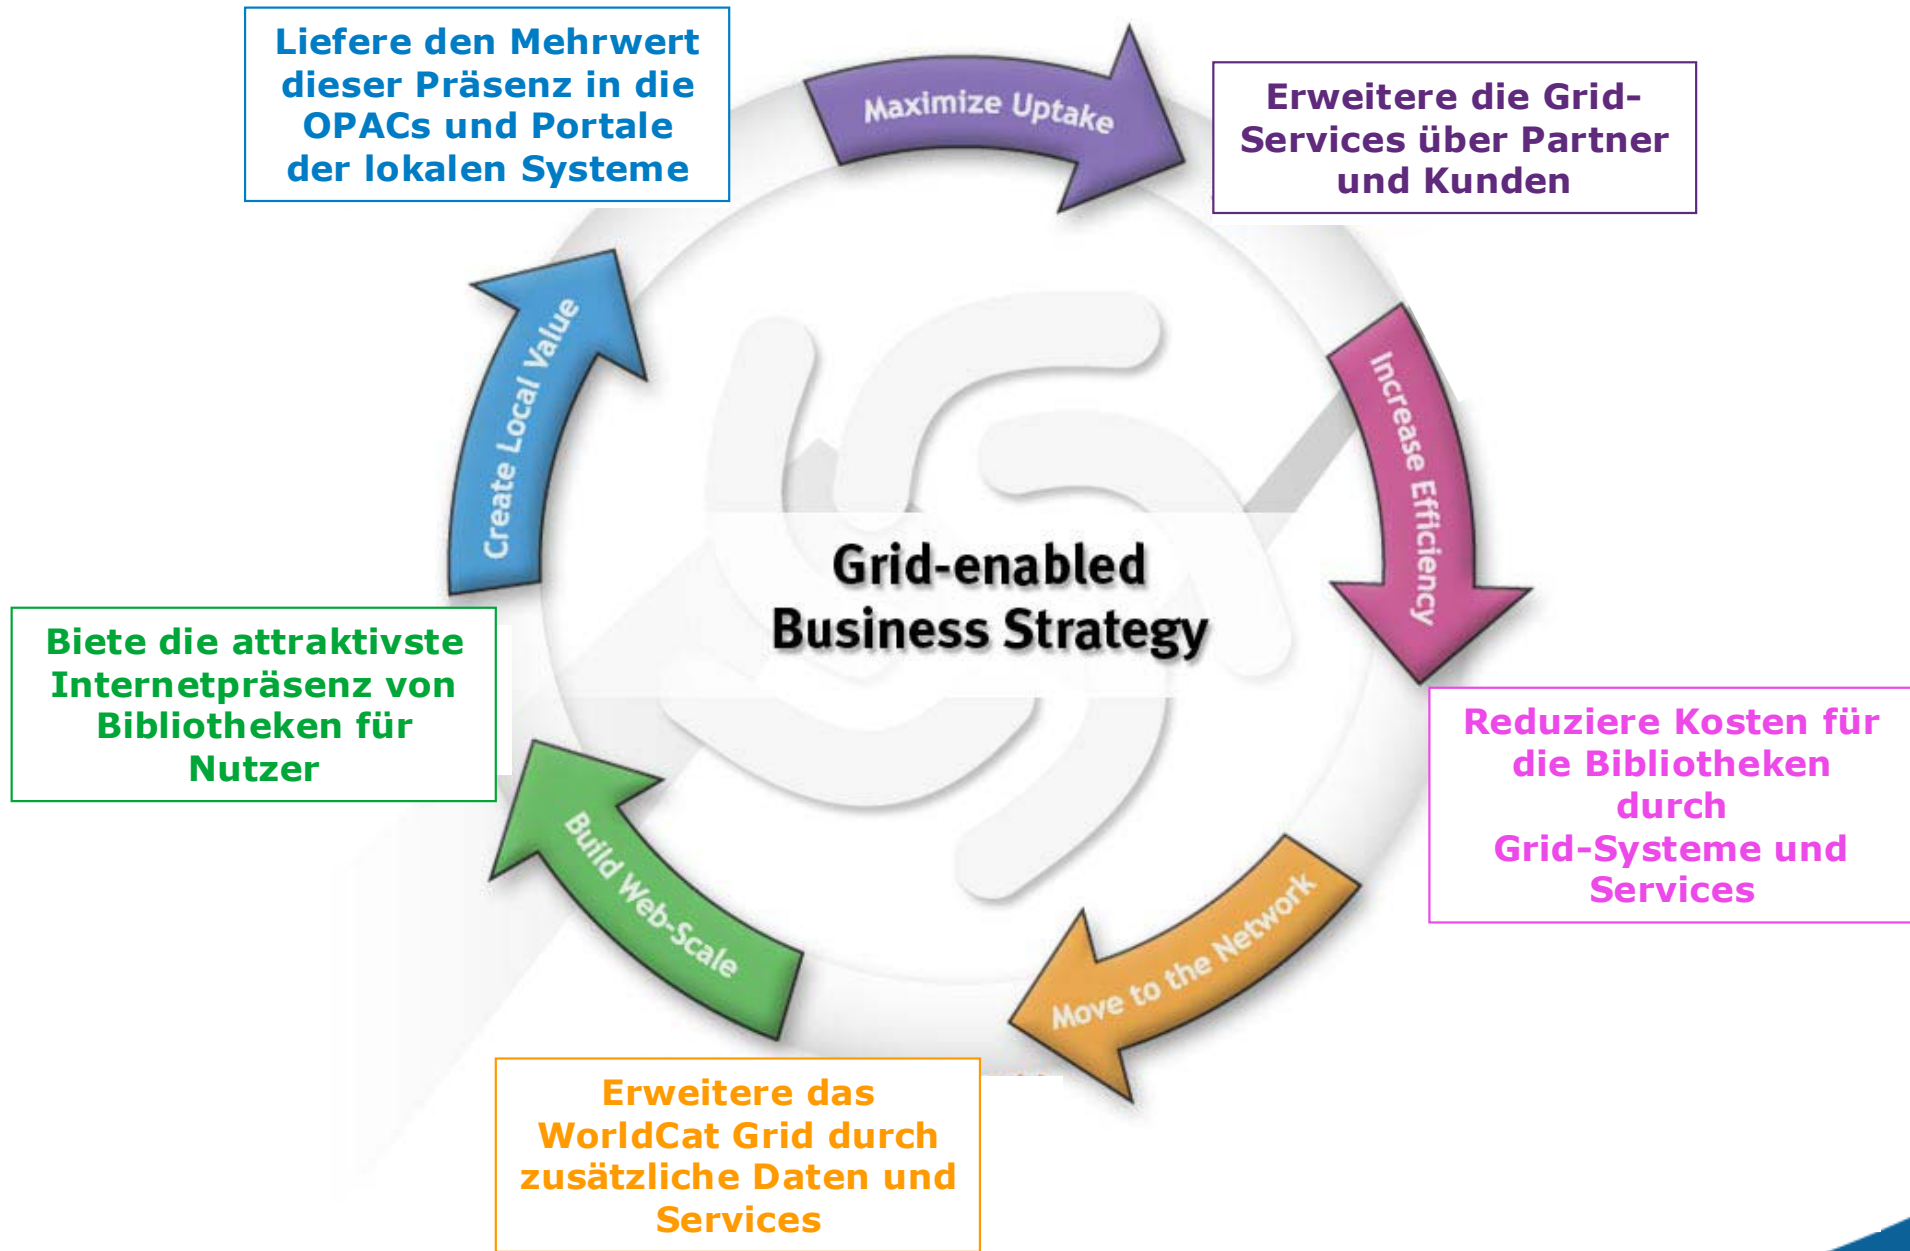 Liefere den Mehrwert
dieser Präsenz in die
OPACs und Portale
der lokalen Systeme
Maximize Uptake
Erweitere die Grid-
Services über Partner
und Kunden
Create Local Value
Increase Efficiency
Grid-enabled
Business Strategy
Biete die attraktivste
Internetpräsenz von
Bibliotheken für
Nutzer
Reduziere Kosten für
die Bibliotheken
durch
Grid-Systeme und
Services
Build Web-Scale
Move to the Network
Erweitere das
WorldCat Grid durch
zusätzliche Daten und
Services